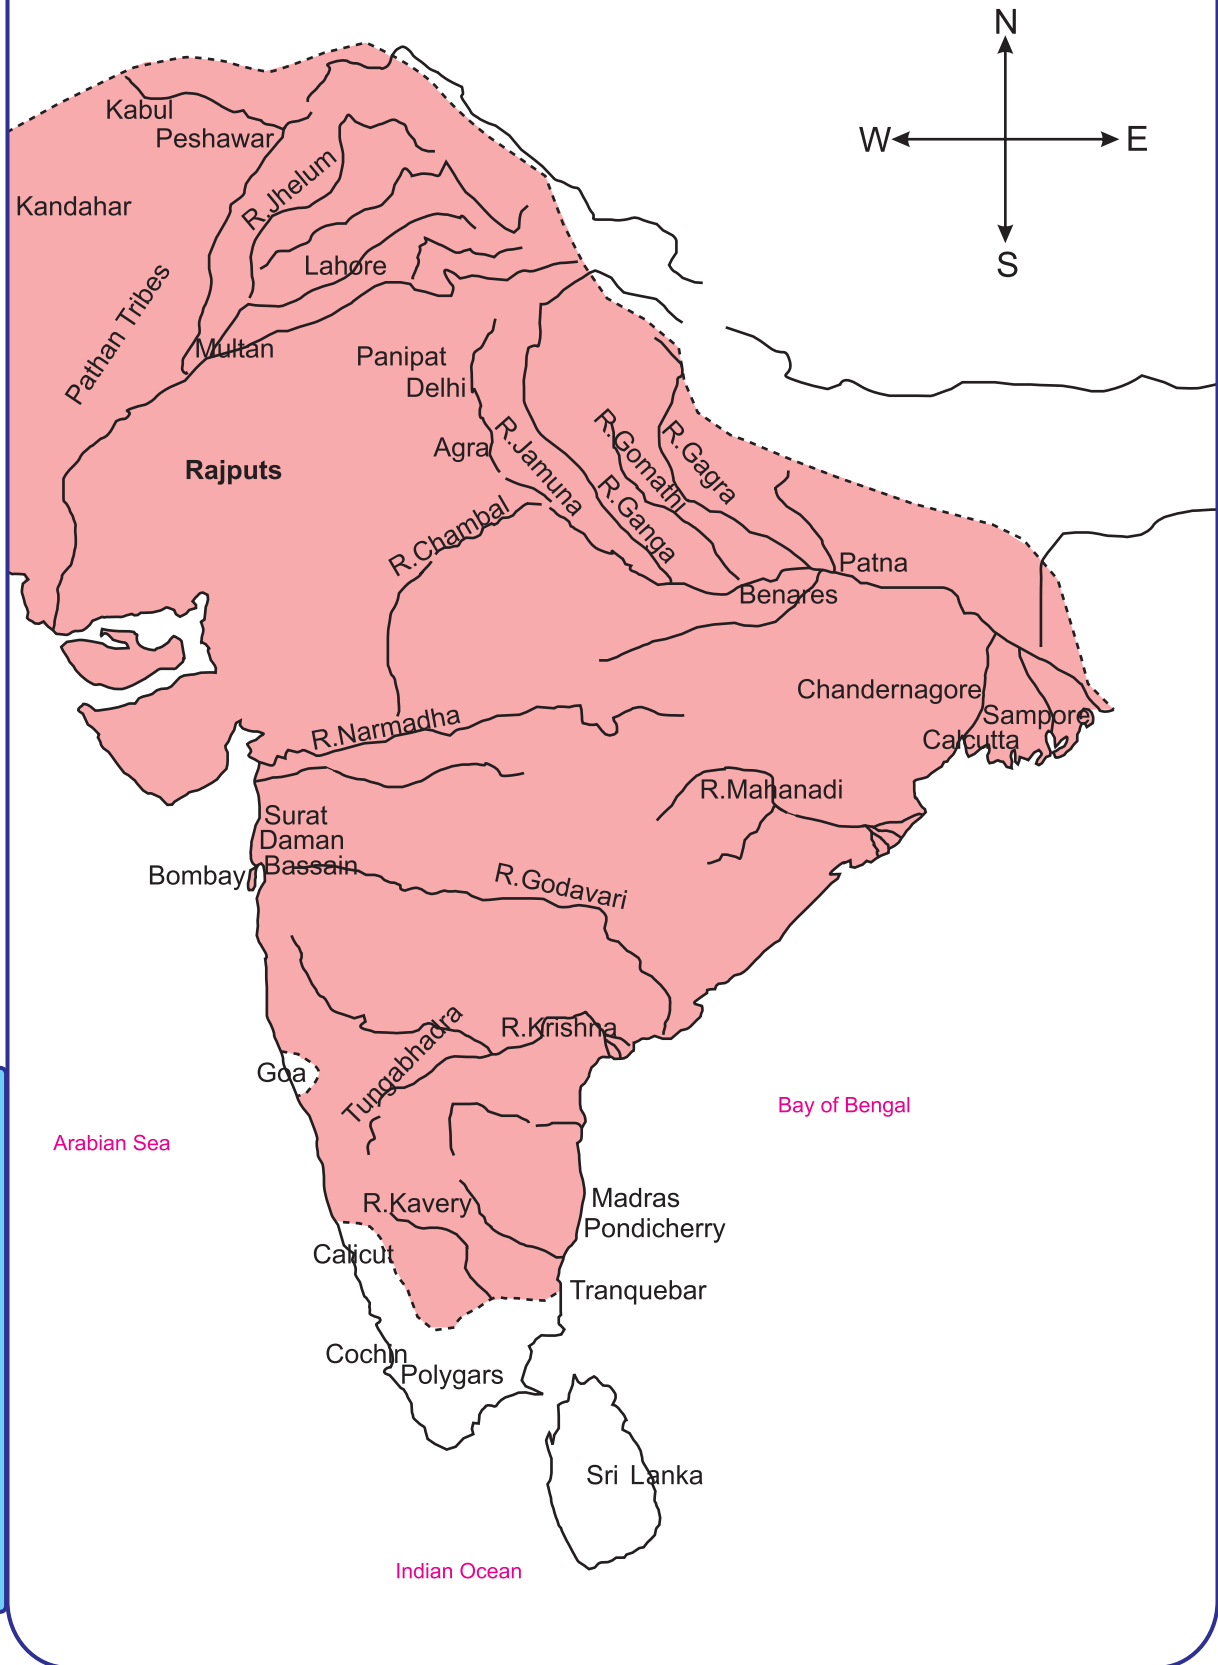 N
W
E
S
Kabul
Peshawar
Kandahar
R.Jhelum
Lahore
Pathan Tribes
Multan
Panipat
Delhi
Agra
Rajputs
R.Jamuna
R.Gomathi
R.Gagra
R.Ganga
R.Chambal
Patna
Benares
Chandernagore
Sampore
Calcutta
R.Narmadha
R.Mahanadi
Surat
Daman
Bassain
Bombay
R.Godavari
R.Krishna
Tungabhadra
Goa
Bay of Bengal
Arabian Sea
R.Kavery
Madras
Pondicherry
Calicut
Tranquebar
Cochin
Polygars
Sri Lanka
Indian Ocean